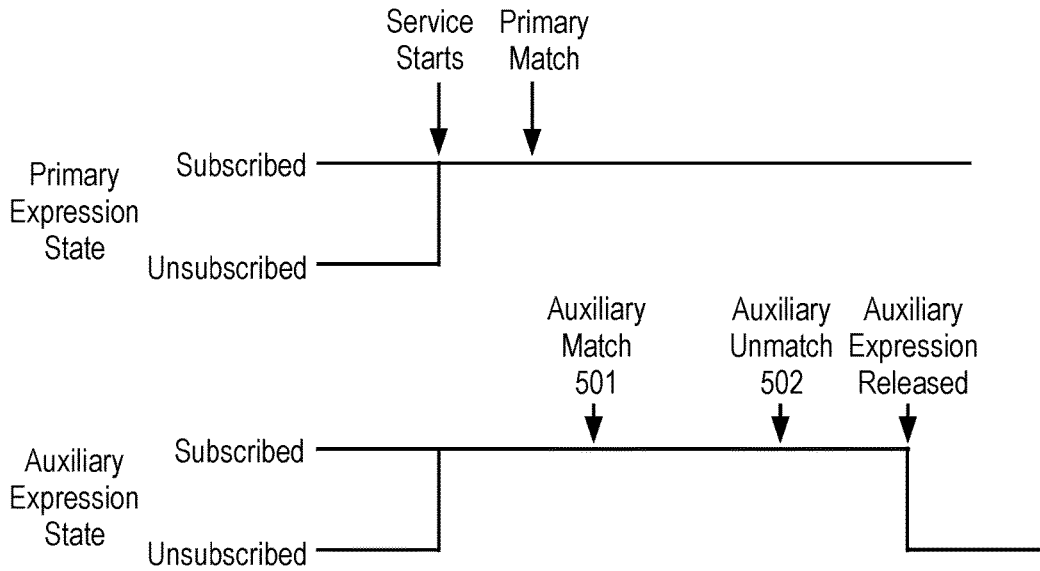 Service
Starts
Primary
Match
Primary
Expression
State
Subscribed
Unsubscribed
Auxiliary
Match
501
Auxiliary
Unmatch
502
Auxiliary
Expression
Released
Auxiliary
Expression
State
Subscribed
Unsubscribed